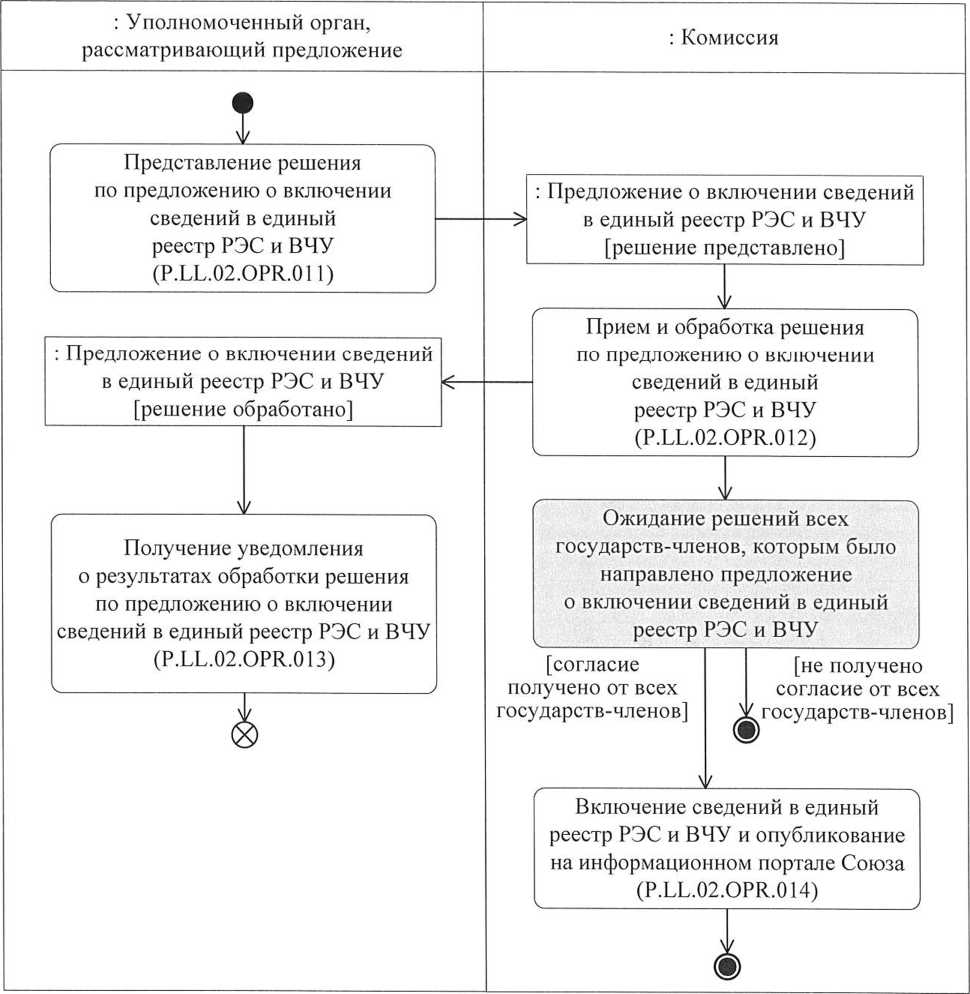 : Уполномоченный орган,
рассматривающий предложение
: Комиссия
Представление решения
по предложению о включении
сведений в единый
реестр РЭС и ВЧУ
(P.LL.02.OPR.011)
: Предложение о включении сведений
в единый реестр РЭС и ВЧУ
[решение представлено]
Прием и обработка решения
по предложению о включении
сведений в единый
реестр РЭС и ВЧУ
(P.LL.02.OPR.012)
: Предложение о включении сведений
в единый реестр РЭС и ВЧУ
[решение обработано]
Получение уведомления
о результатах обработки решения
по предложению о включении
сведений в единый реестр РЭС и ВЧУ
(P.LL.02.OPR.013)
Ожидание решений всех
государств-членов, которым было
направлено предложение
о включении сведений в единый
реестр РЭС и ВЧУ
[согласие
получено от всех
государств-членов]
[не получено
согласие от всех
государств-членов]
Включение сведений в единый
реестр РЭС и ВЧУ и опубликование
на информационном портале Союза
(P.LL.02.OPR.014)